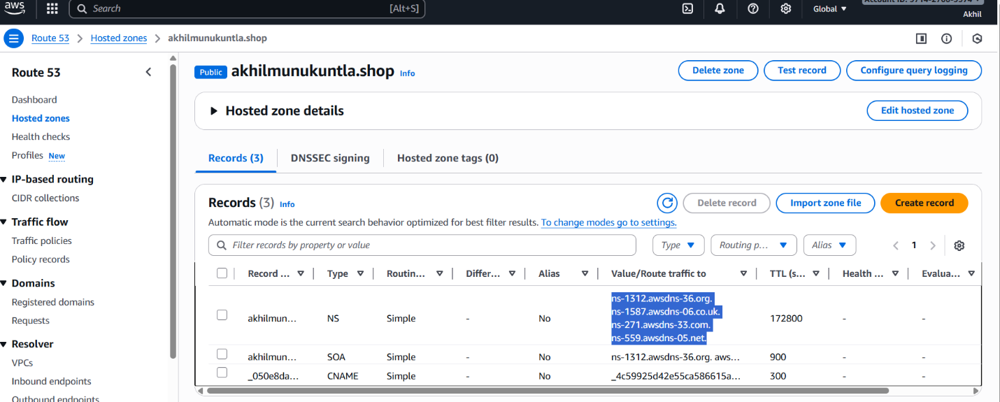 aws
Search
[Alt+S]
Global
Akhil
Route 53
Hosted zones
akhilmunukuntla.shop
Route 53
Dashboard
Hosted zones
Health checks
Profiles New
IP-based routing
CIDR collections
Traffic flow
Traffic policies
Policy records
Domains
Registered domains
Requests
Resolver
VPCs
Inbound endpoints
Outbound endpoints
Public akhilmunukuntla.shop Info
Delete zone
Test record
Configure query logging
Hosted zone details
Edit hosted zone
Records (3)
DNSSEC signing
Hosted zone tags (0)
Records (3) Info
Delete record
Import zone file
Create record
Automatic mode is the current search behavior optimized for best filter results. To change modes go to settings.
Filter records by property or value
Type
Routing p...
Alias
1
Record ... Type Routin... Differ... Alias Value/Route traffic to TTL (s... Health ... Evalua...
ns-1312.awsdns-36.org.
ns-1587.awsdns-06.co.uk.
akhilmun... NS Simple - No 172800 - -
ns-271.awsdns-33.com.
ns-559.awsdns-05.net.
akhilmun... SOA Simple - No ns-1312.awsdns-36.org. aws... 900 - -
_050e8da... CNAME Simple - No _4c59925d42e55ca586615a... 300 - -